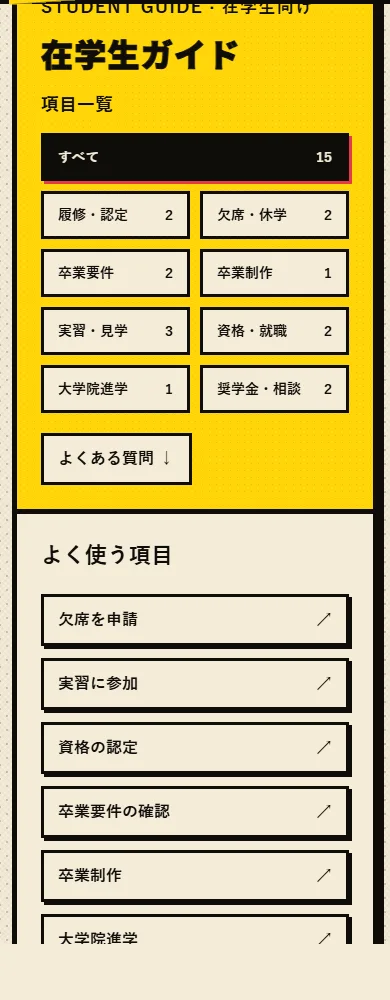 STUDENT GUIDE · 在学生向け
在学生ガイド
項目一覧
すべて 15
履修・認定 2 欠席・休学 2
卒業要件 2 卒業制作 1
実習・見学 3 資格・就職 2
大学院進学 1 奨学金・相談 2
よくある質問 ↓
よく使う項目
欠席を申請 ↗
実習に参加 ↗
資格の認定 ↗
卒業要件の確認 ↗
卒業制作 ↗
大学院進学 ↗